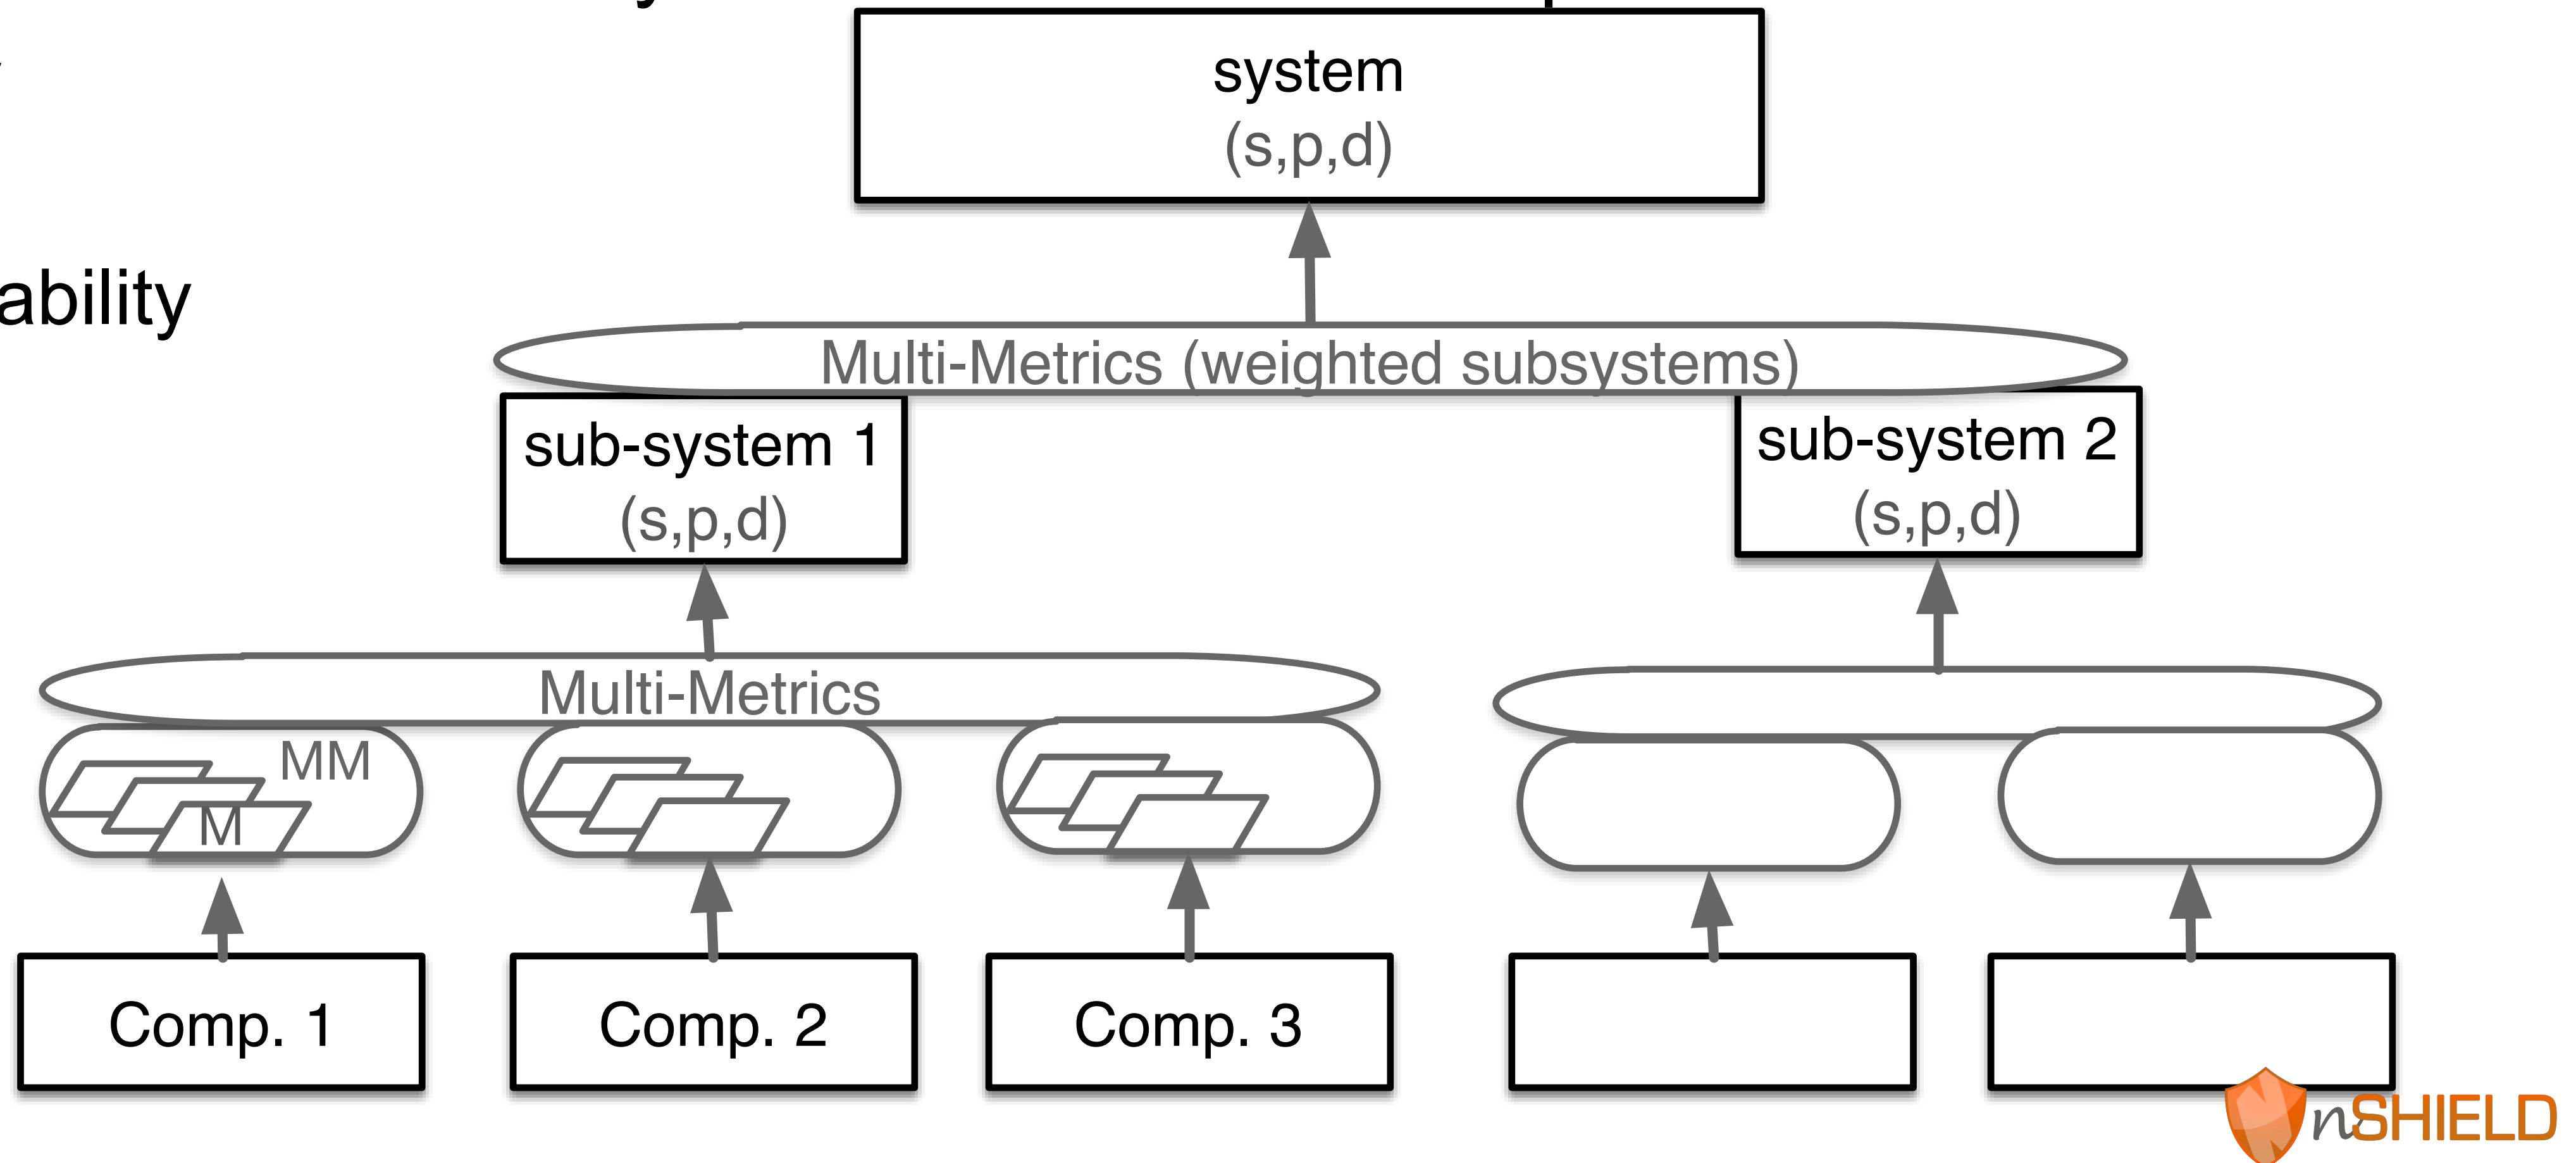 system
(s,p,d)
ability
Multi-Metrics (weighted subsystems)
sub-system 1
(s,p,d)
sub-system 2
(s,p,d)
Multi-Metrics
MM
M
Comp. 1
Comp. 2
Comp. 3
nSHIELD